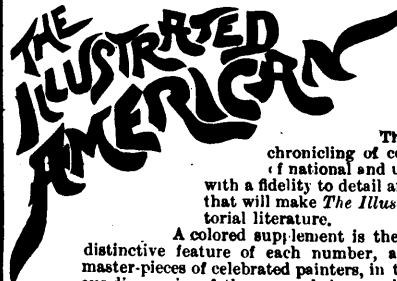 THE
ILLUSTRATED
AMERICAN
Th
chronicling of c
of national and u
with a fidelity to detail a
that will make The Illus
torial literature.
A colored supplement is the
distinctive feature of each number, a
master-pieces of celebrated painters, in t